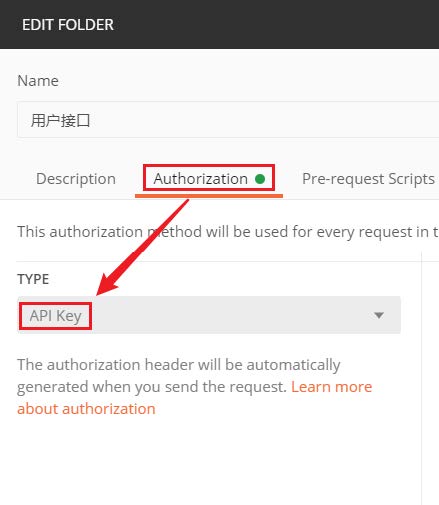 EDIT FOLDER
Name
用户接口
Description Authorization Pre-request Scripts
This authorization method will be used for every request in t
TYPE
API Key
The authorization header will be automatically
generated when you send the request. Learn more
about authorization